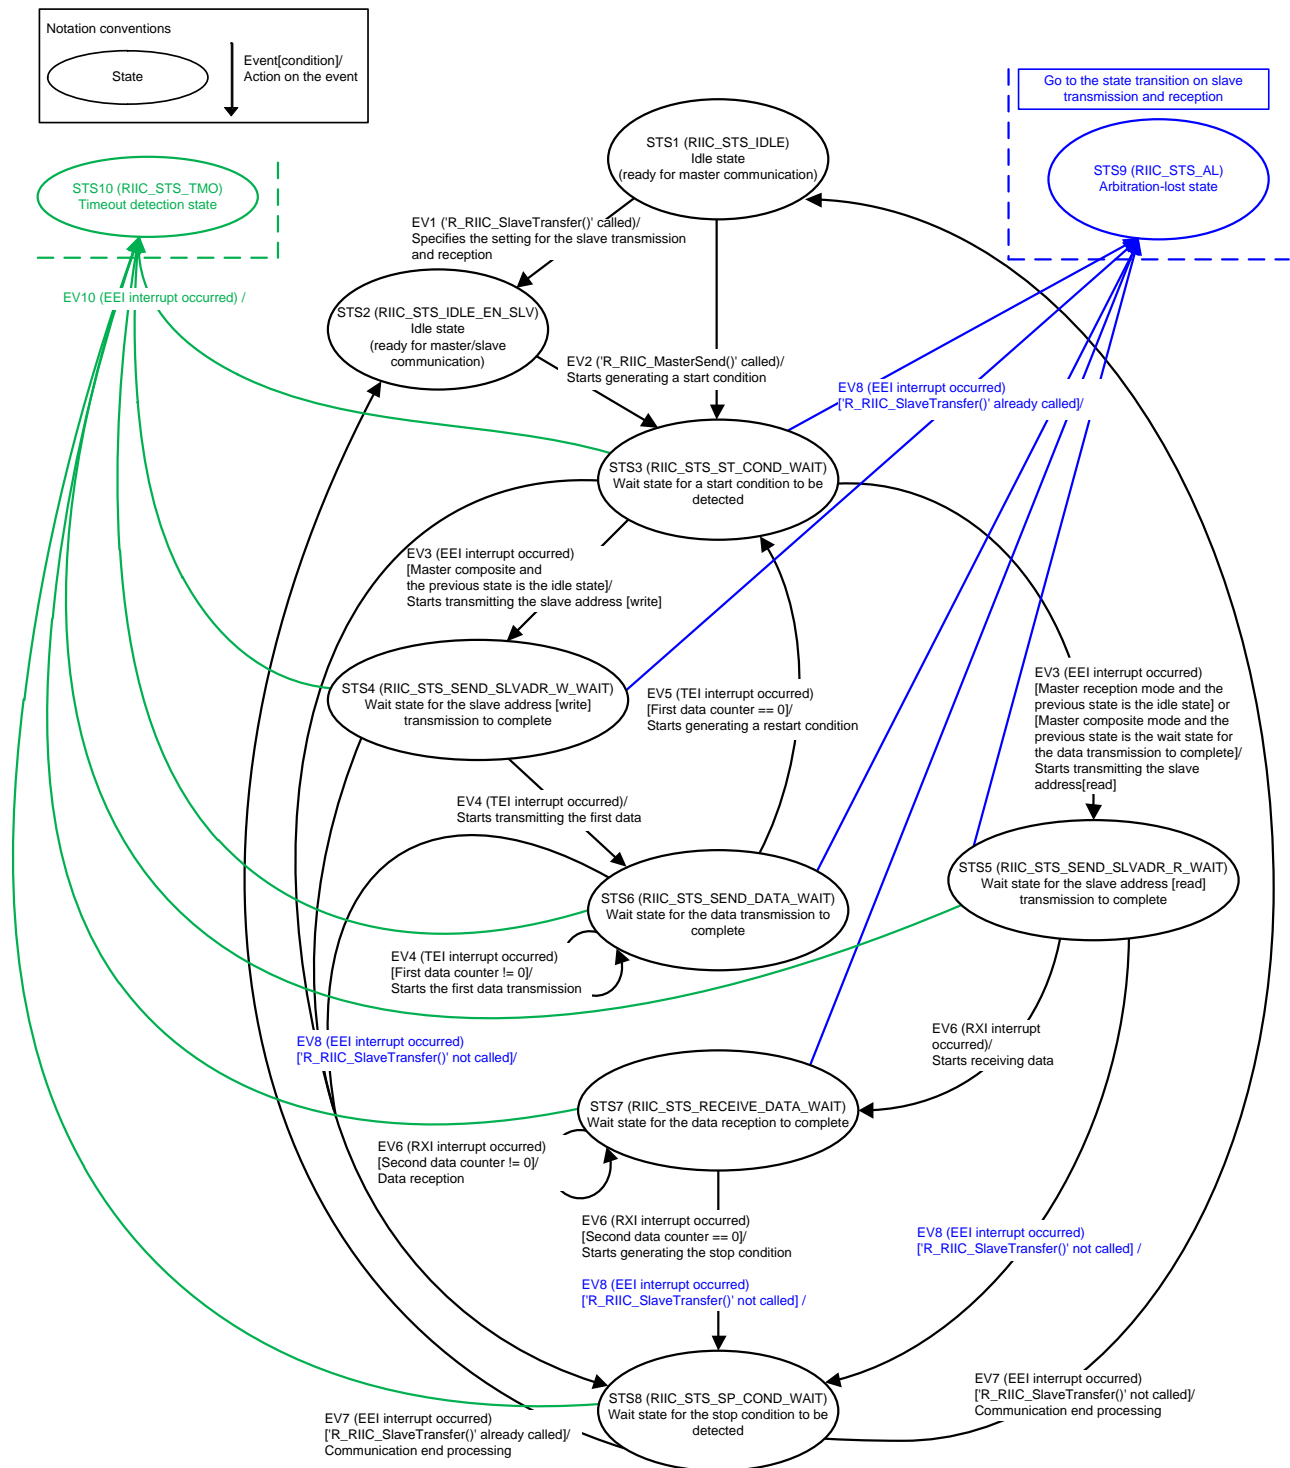 Notation conventions
State
Event[condition]/
Action on the event
Go to the state transition on slave
transmission and reception
STS1 (RIIC_STS_IDLE)
Idle state
(ready for master communication)
STS9 (RIIC_STS_AL)
Arbitration-lost state
STS10 (RIIC_STS_TMO)
Timeout detection state
EV1 ('R_RIIC_SlaveTransfer()' called)/
Specifies the setting for the slave transmission
and reception
EV10 (EEI interrupt occurred) /
STS2 (RIIC_STS_IDLE_EN_SLV)
Idle state
(ready for master/slave
communication)
EV2 ('R_RIIC_MasterSend()' called)/
Starts generating a start condition
EV8 (EEI interrupt occurred)
['R_RIIC_SlaveTransfer()' already called]/
STS3 (RIIC_STS_ST_COND_WAIT)
Wait state for a start condition to be
detected
EV3 (EEI interrupt occurred)
[Master composite and
the previous state is the idle state]/
Starts transmitting the slave address [write]
STS4 (RIIC_STS_SEND_SLVADR_W_WAIT)
Wait state for the slave address [write]
transmission to complete
EV5 (TEI interrupt occurred)
[First data counter == 0]/
Starts generating a restart condition
EV3 (EEI interrupt occurred)
[Master reception mode and the
previous state is the idle state] or
[Master composite mode and the
previous state is the wait state for
the data transmission to complete]/
Starts transmitting the slave
address[read]
EV4 (TEI interrupt occurred)/
Starts transmitting the first data
STS6 (RIIC_STS_SEND_DATA_WAIT)
Wait state for the data transmission to
complete
STS5 (RIIC_STS_SEND_SLVADR_R_WAIT)
Wait state for the slave address [read]
transmission to complete
EV4 (TEI interrupt occurred)
[First data counter != 0]/
Starts the first data transmission
EV8 (EEI interrupt occurred)
['R_RIIC_SlaveTransfer()' not called]/
EV6 (RXI interrupt
occurred)/
Starts receiving data
STS7 (RIIC_STS_RECEIVE_DATA_WAIT)
Wait state for the data reception to complete
EV6 (RXI interrupt occurred)
[Second data counter != 0]/
Data reception
EV6 (RXI interrupt occurred)
[Second data counter == 0]/
Starts generating the stop condition
EV8 (EEI interrupt occurred)
['R_RIIC_SlaveTransfer()' not called] /
EV8 (EEI interrupt occurred)
['R_RIIC_SlaveTransfer()' not called] /
STS8 (RIIC_STS_SP_COND_WAIT)
Wait state for the stop condition to be
detected
EV7 (EEI interrupt occurred)
['R_RIIC_SlaveTransfer()' not called]/
Communication end processing
EV7 (EEI interrupt occurred)
['R_RIIC_SlaveTransfer()' already called]/
Communication end processing